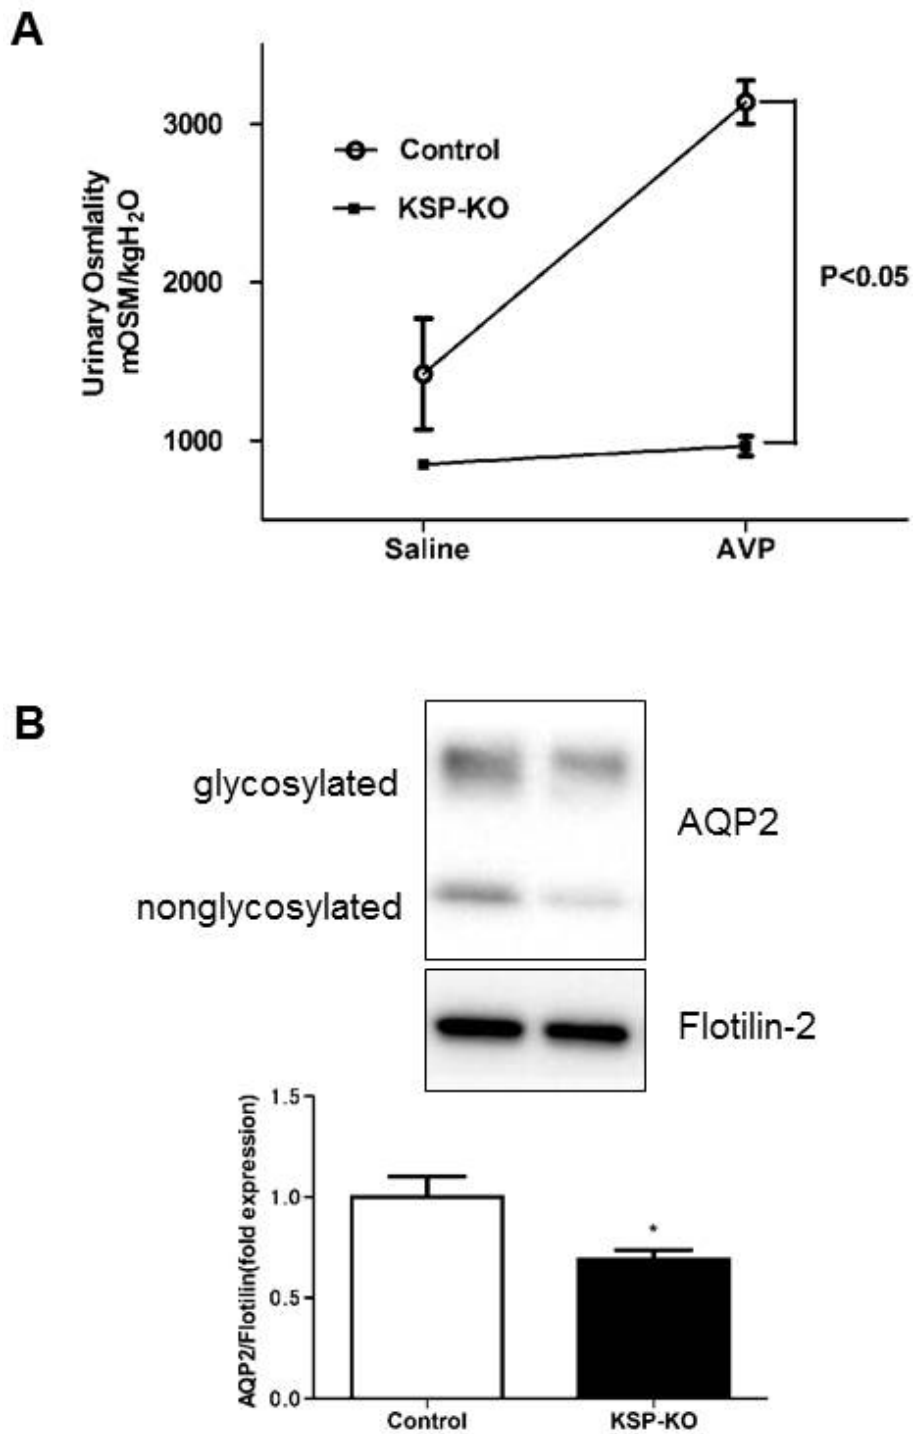 A
3000
2000
1000
Urinary Osmlality
mOSM/kgH₂O
Control
KSP-KO
P<0.05
Saline AVP
B
glycosylated
nonglycosylated
AQP2
Flotilin-2
AQP2/Flotilin(fold expression)
1.5
1.0
0.5
0.0
*
Control KSP-KO